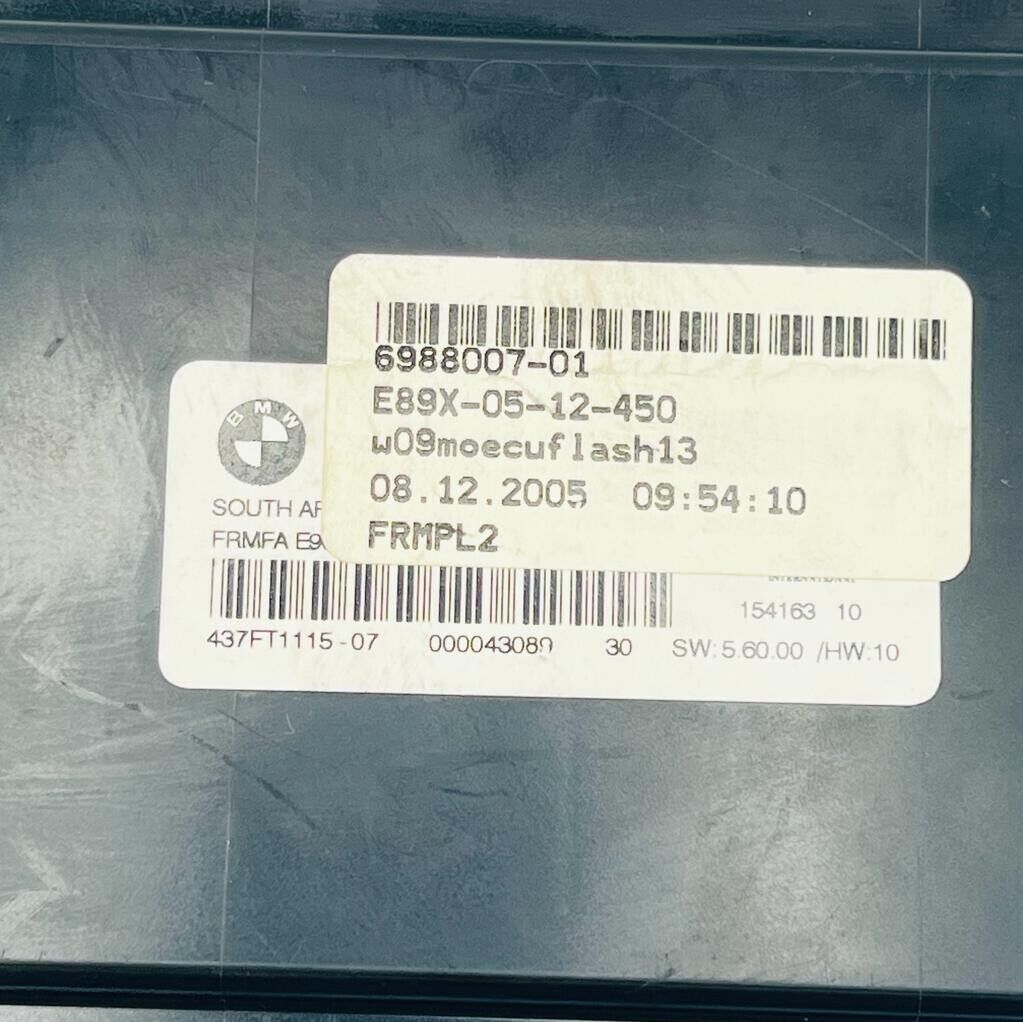 6988007-01
E89X-05-12-450
w09moecuflash13
08.12.2005 09:54:10
FRMPL2
BMW
SOUTH AF
FRMFA E9
INTERNATIONAL
154163 10
437FT1115-07 000043089 30 SW:5.60.00 /HW:10